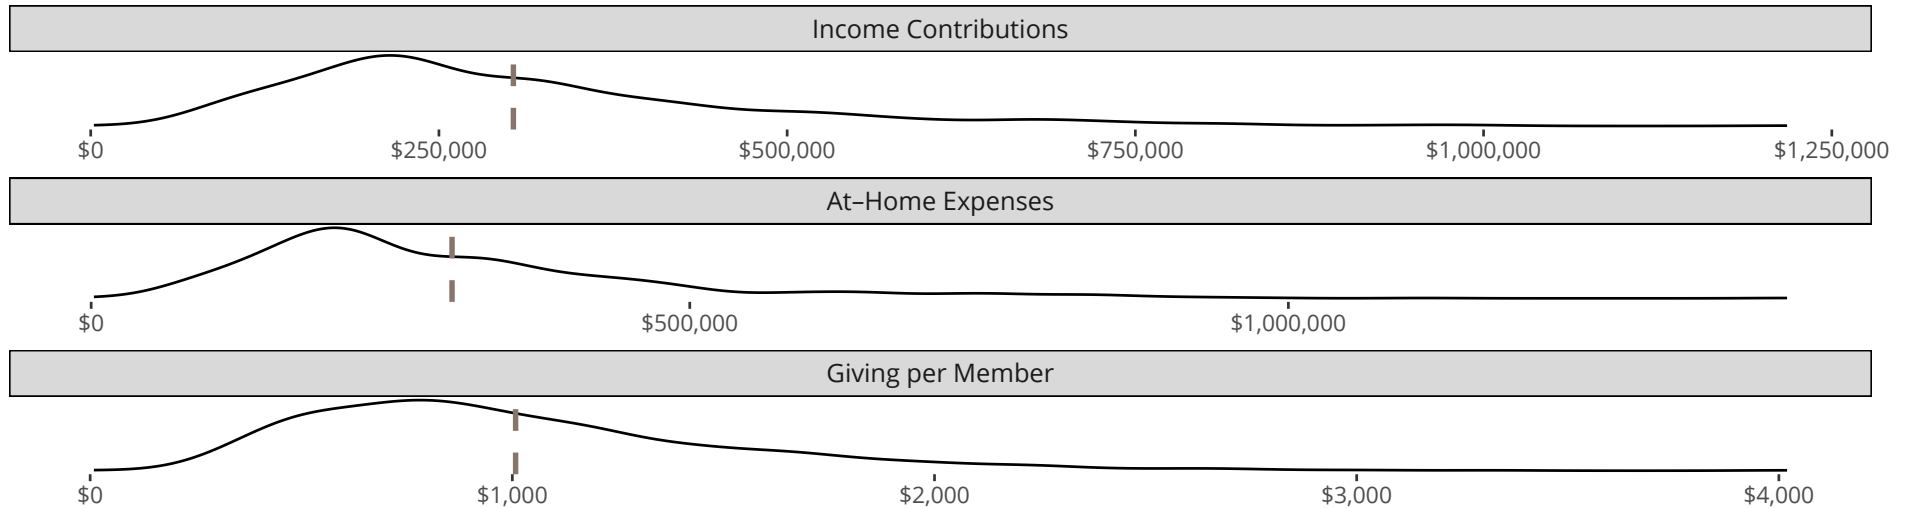 Income Contributions
$0 $250,000 $500,000 $750,000 $1,000,000 $1,250,000
At–Home Expenses
$0 $500,000 $1,000,000
Giving per Member
$0 $1,000 $2,000 $3,000 $4,000